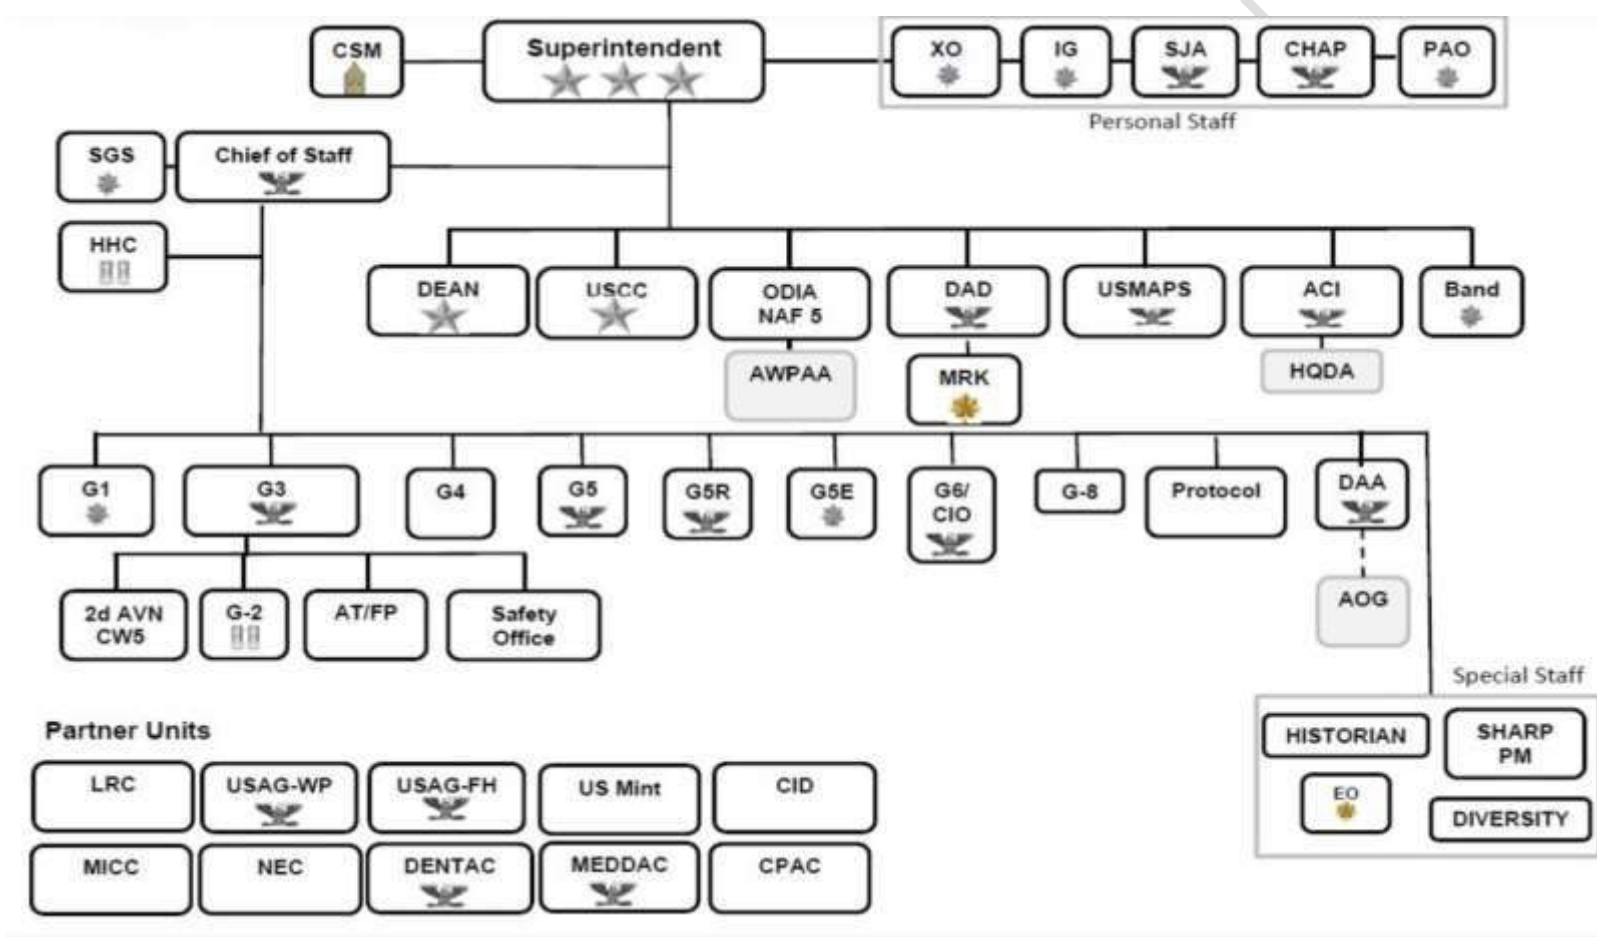 CSM
Superintendent
XO
IG
SJA
CHAP
PAO
Personal Staff
SGS
Chief of Staff
HHC
DEAN
USCC
ODIA
NAF 5
DAD
USMAPS
ACI
Band
AWPAA
MRK
HQDA
G1
G3
G4
G5
G5R
G5E
G6/
CIO
G-8
Protocol
DAA
2d AVN
CW5
G-2
AT/FP
Safety
Office
AOG
Special Staff
HISTORIAN
SHARP
PM
EO
DIVERSITY
Partner Units
LRC
USAG-WP
USAG-FH
US Mint
CID
MICC
NEC
DENTAC
MEDDAC
CPAC